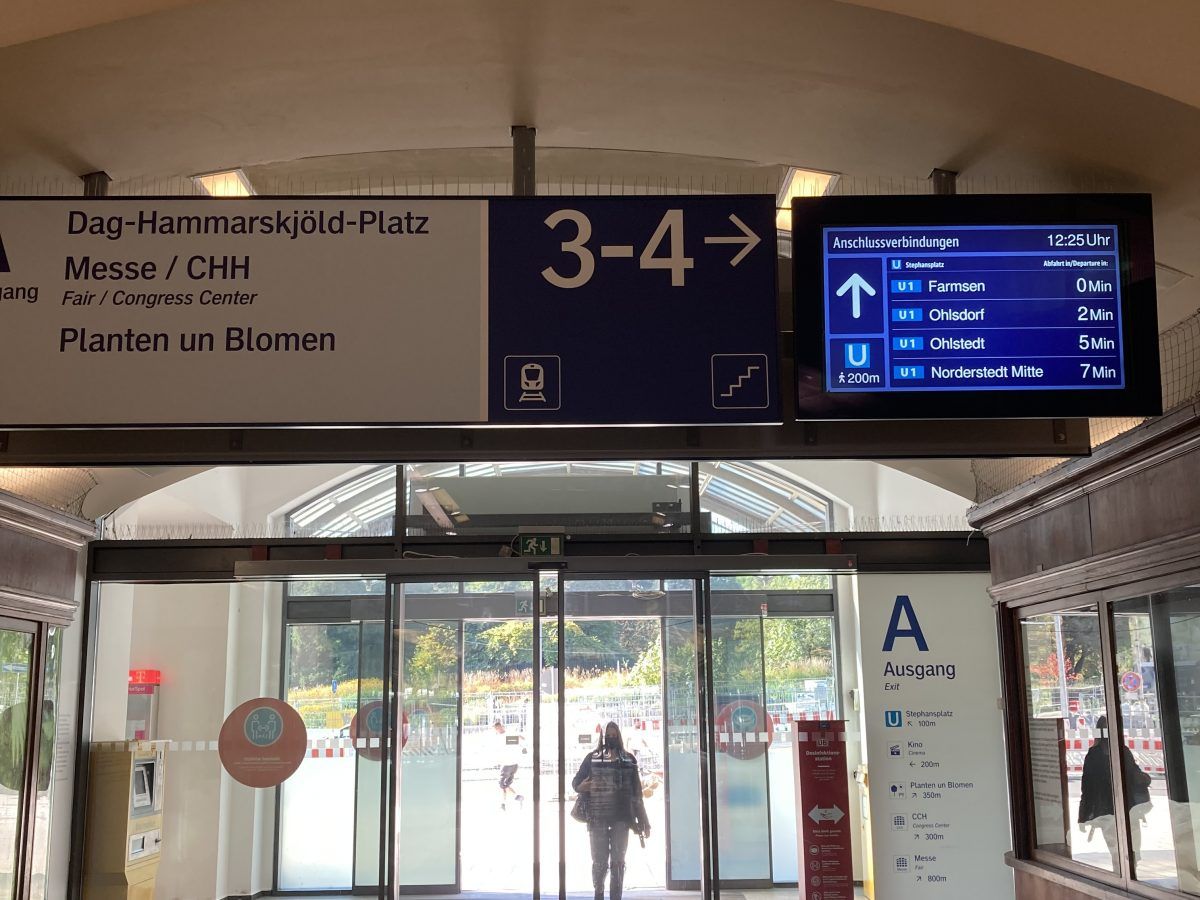 A
gang
Dag-Hammarskjöld-Platz
Messe / CHH
Fair / Congress Center
Planten un Blomen
3-4 →
Anschlussverbindungen 12:25 Uhr
U Stephansplatz Abfahrt in/Departure in:
U1 Farmsen 0 Min
U1 Ohlsdorf 2 Min
U1 Ohlstedt 5 Min
U1 Norderstedt Mitte 7 Min
U
200m
T
A
Ausgang
Exit
U Stephansplatz
↖ 100m
Kino
Cinema
← 200m
Planten un Blomen
↗ 350m
CCH
Congress Center
↗ 300m
Messe
Fair
↗ 800m
Desinfektions-
station